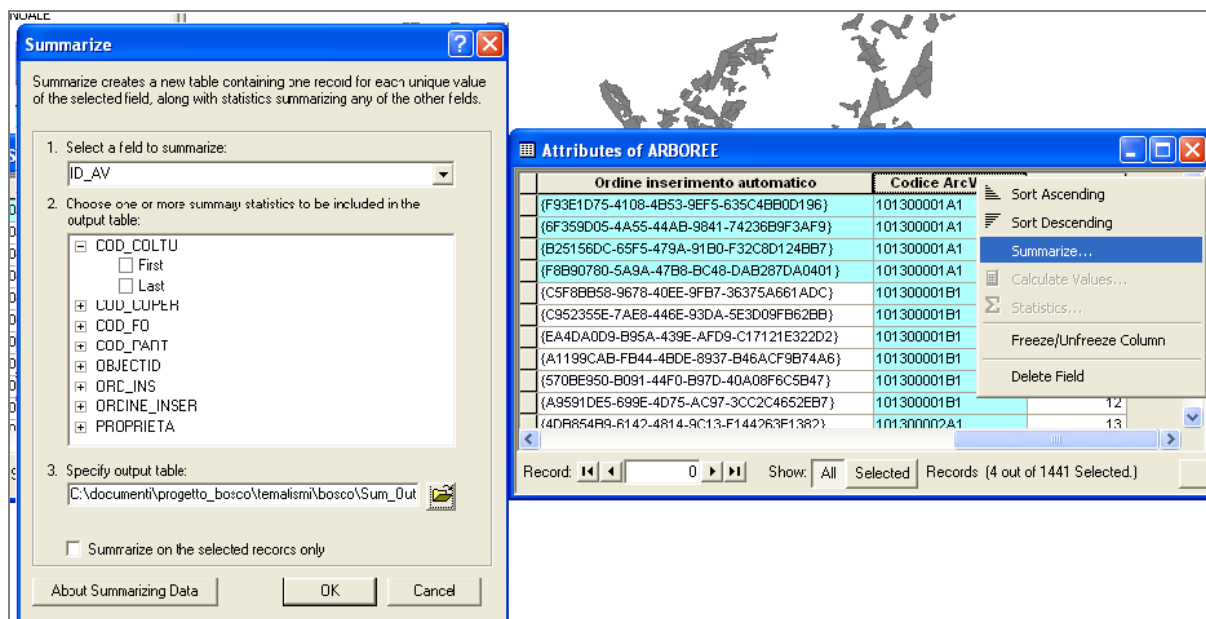 NUALE
Summarize
Summarize creates a new table containing one record for each unique value
of the selected field, along with statistics summarizing any of the other fields.
1. Select a field to summarize:
ID_AV
2. Choose one or more summary statistics to be included in the
output table:
COD_COLTU
First
Last
COD_COPER
COD_FO
COD_PART
OBJECTID
ORD_INS
ORDINE_INSER
PROPRIETA
3. Specify output table:
C:\documenti\progetto_bosco\tematismi\bosco\Sum_Out
Summarize on the selected records only
About Summarizing Data
OK
Cancel
Attributes of ARBOREE
Ordine inserimento automatico Codice ArcV
{F93E1D75-4108-4B53-9EF5-635C4BB0D196} 101300001A1
{6F359D05-4A55-44AB-9841-74236B9F3AF9} 101300001A1
{B25156DC-65F5-479A-91B0-F32C8D124BB7} 101300001A1
{F8B90780-5A9A-47B8-BC48-DAB287DA0401} 101300001A1
{C5F8BB58-9678-40EE-9FB7-36375A661ADC} 101300001B1
{C952355E-7AE8-446E-93DA-5E3D09FB62BB} 101300001B1
{EA4DA0D9-B95A-439E-AFD9-C17121E322D2} 101300001B1
{A1199CAB-FB44-4BDE-8937-B46ACF9B74A6} 101300001B1
{570BE950-B091-44F0-B97D-40A08F6C5B47} 101300001B1
{A9591DE5-699E-4D75-AC97-3CC2C4652EB7} 101300001B1 12
{4DB854B9-6142-4814-9C13-F144263F1382} 101300002A1 13
Sort Ascending
Sort Descending
Summarize...
Calculate Values...
Statistics...
Freeze/Unfreeze Column
Delete Field
Record: 0 Show: All Selected Records (4 out of 1441 Selected.)